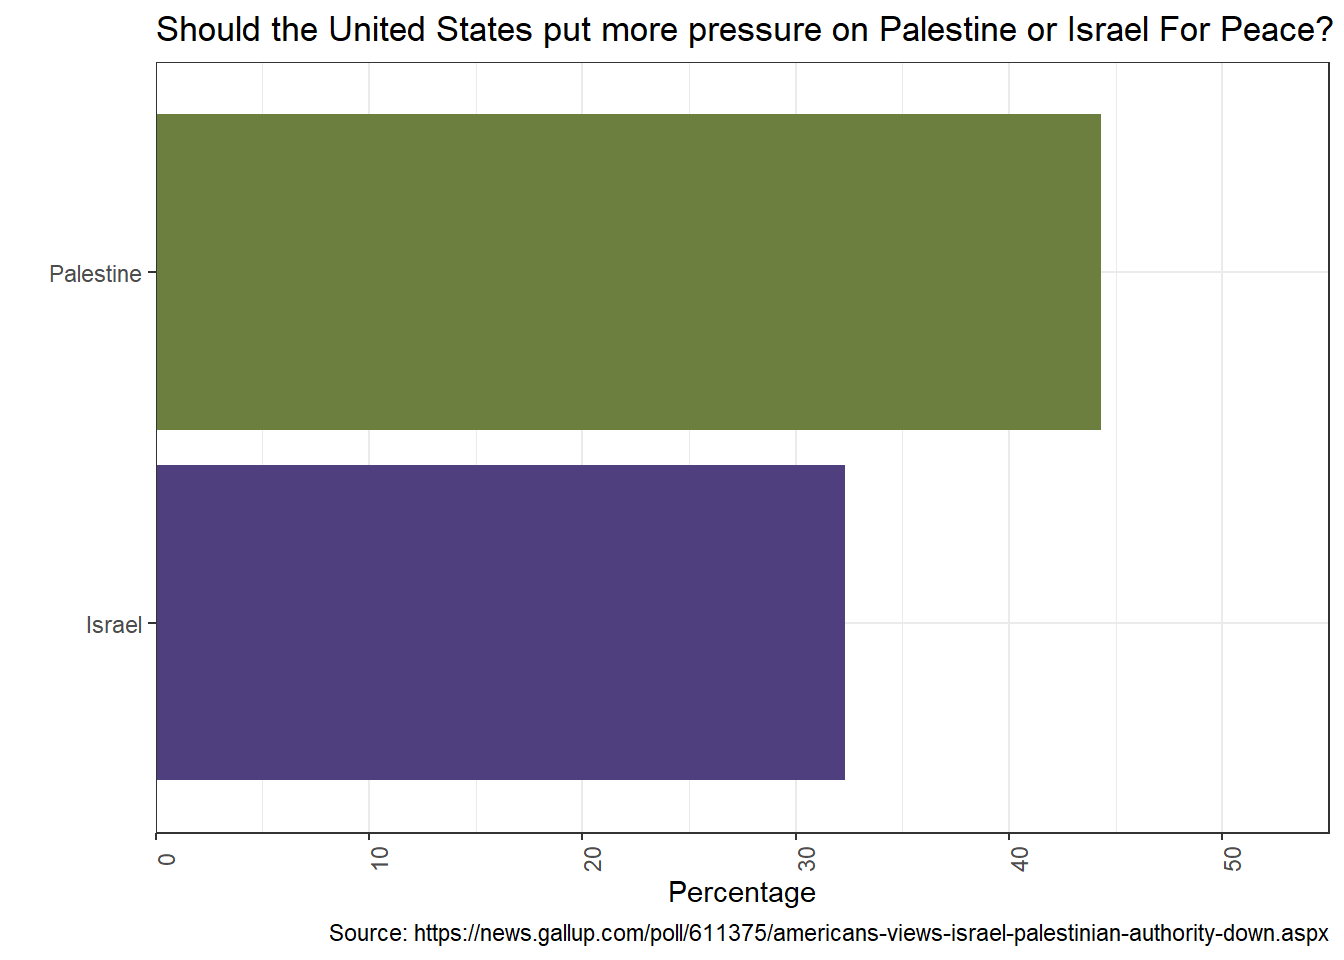 Should the United States put more pressure on Palestine or Israel For Peace?
Palestine
Israel
0 10 20 30 40 50
Percentage
Source: https://news.gallup.com/poll/611375/americans-views-israel-palestinian-authority-down.aspx